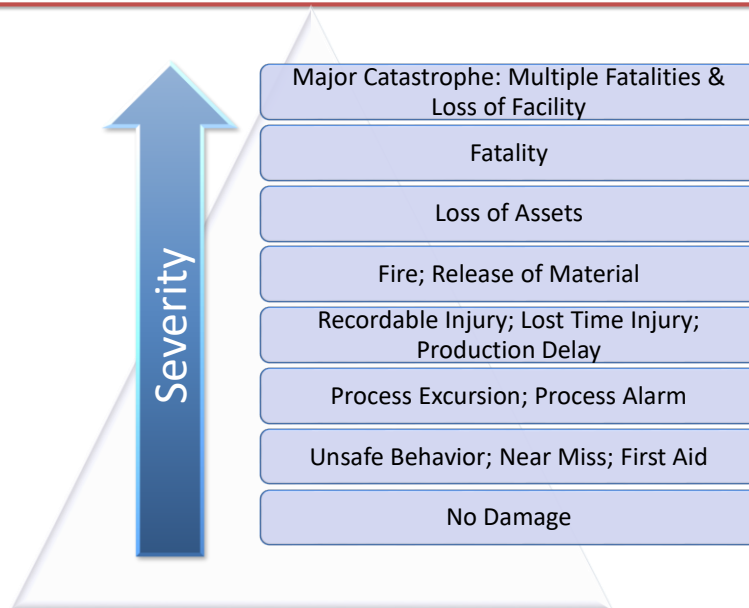 Major Catastrophe: Multiple Fatalities &
Loss of Facility
Fatality
Loss of Assets
Fire; Release of Material
Recordable Injury; Lost Time Injury;
Production Delay
Process Excursion; Process Alarm
Unsafe Behavior; Near Miss; First Aid
No Damage
Severity